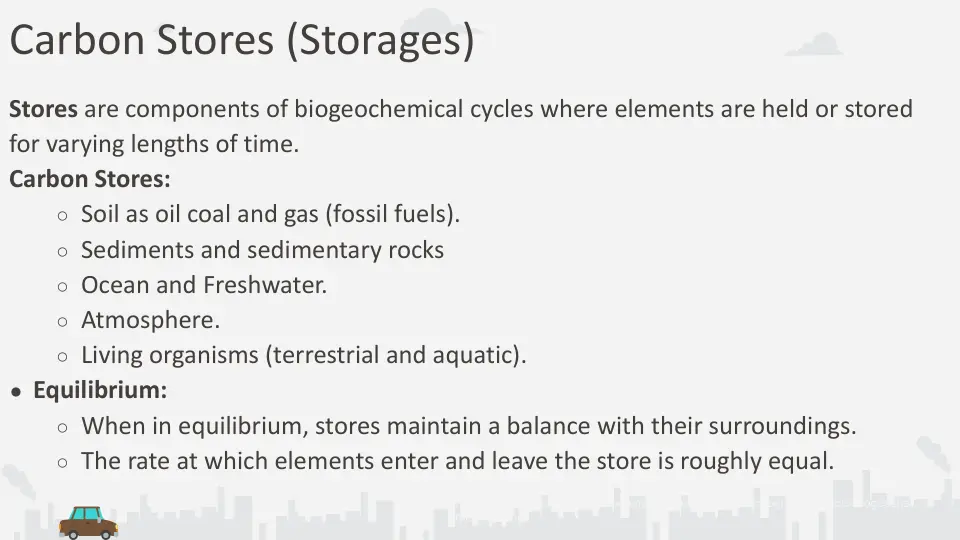 Carbon Stores (Storages)
Stores are components of biogeochemical cycles where elements are held or stored
for varying lengths of time.
Carbon Stores:
○ Soil as oil coal and gas (fossil fuels).
○ Sediments and sedimentary rocks
○ Ocean and Freshwater.
○ Atmosphere.
○ Living organisms (terrestrial and aquatic).
● Equilibrium:
○ When in equilibrium, stores maintain a balance with their surroundings.
○ The rate at which elements enter and leave the store is roughly equal.